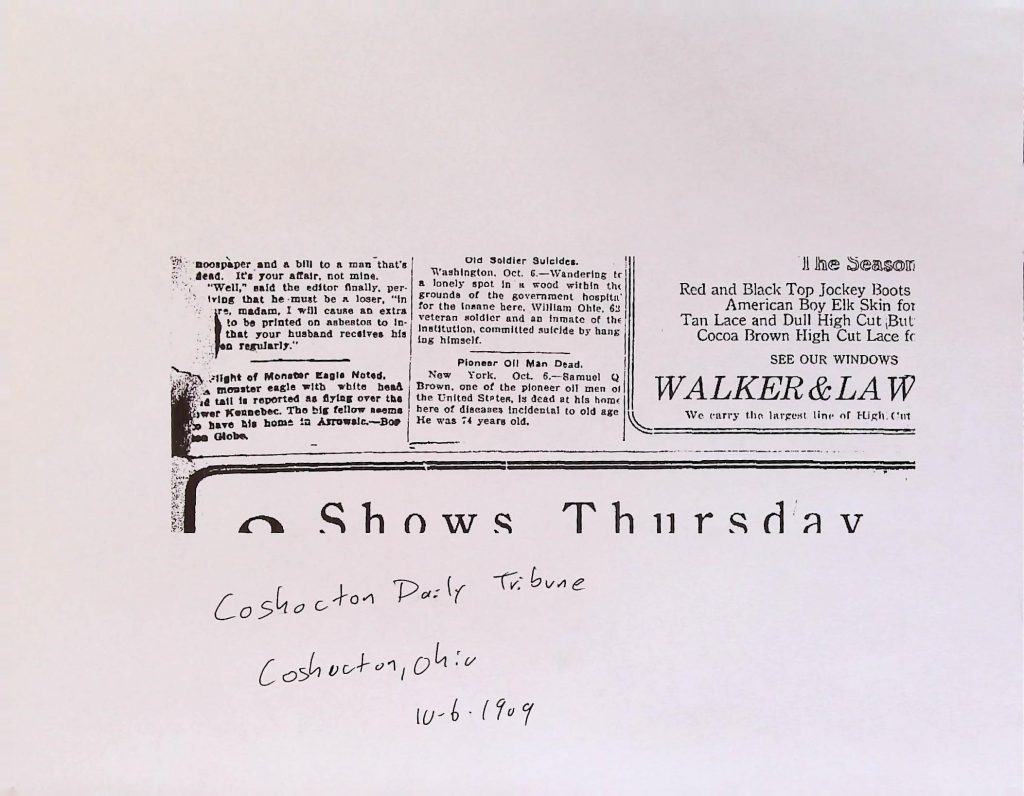 noospaper and a bill to a man that's
dead. It's your affair, not mine.
"Well," said the editor finally, per-
iving that he must be a loser, "in
re, madam, I will cause an extra
to be printed on asbestos to in-
that your husband receives his
on regularly."
Flight of Monster Eagle Noted.
A monster eagle with white head
d tail is reported as flying over the
ower Kennebec. The big fellow seems
o have his home in Arrowsic.—Bos
on Globe.
Old Soldier Suicides.
Washington, Oct. 6.—Wandering t
a lonely spot in a wood within the
grounds of the government hospita
for the insane here, William Ohle, 62
veteran soldier and an inmate of the
institution, committed suicide by hang
ing himself.
Pioneer Oil Man Dead.
New York, Oct. 6.—Samuel Q
Brown, one of the pioneer oil men of
the United States, is dead at his home
here of diseases incidental to old age
He was 74 years old.
The Season
Red and Black Top Jockey Boots
American Boy Elk Skin for
Tan Lace and Dull High Cut But
Cocoa Brown High Cut Lace fo
SEE OUR WINDOWS
WALKER & LAW
We carry the largest line of High Cut
Shows Thursday
Coshocton Daily Tribune
Coshocton, Ohio
10-6-1909